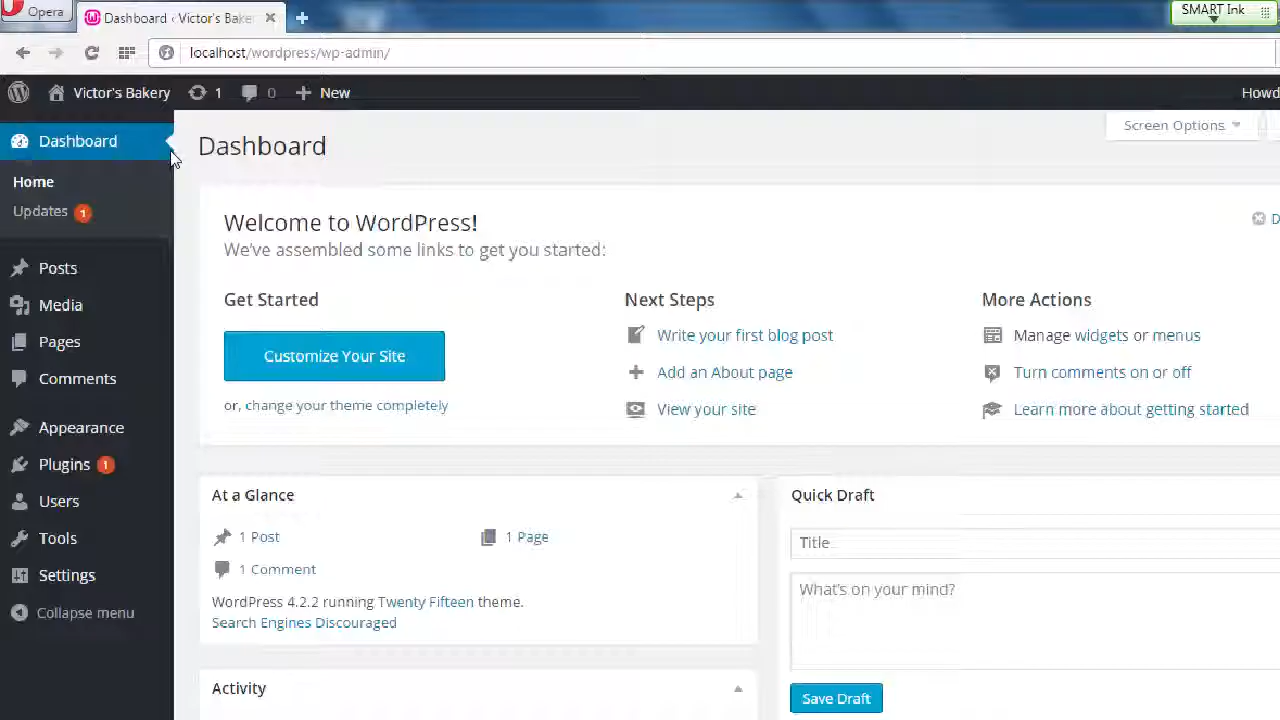 Opera
Dashboard ‹ Victor's Baker
SMART Ink
localhost/wordpress/wp-admin/
Victor's Bakery 1 0 New
Howd
Dashboard
Home
Updates 1
Posts
Media
Pages
Comments
Appearance
Plugins 1
Users
Tools
Settings
Collapse menu
Dashboard
Screen Options
Welcome to WordPress!
We've assembled some links to get you started:
D
Get Started
Customize Your Site
or, change your theme completely
Next Steps
Write your first blog post
Add an About page
View your site
More Actions
Manage widgets or menus
Turn comments on or off
Learn more about getting started
At a Glance
1 Post
1 Page
1 Comment
WordPress 4.2.2 running Twenty Fifteen theme.
Search Engines Discouraged
Activity
Quick Draft
Title
What's on your mind?
Save Draft